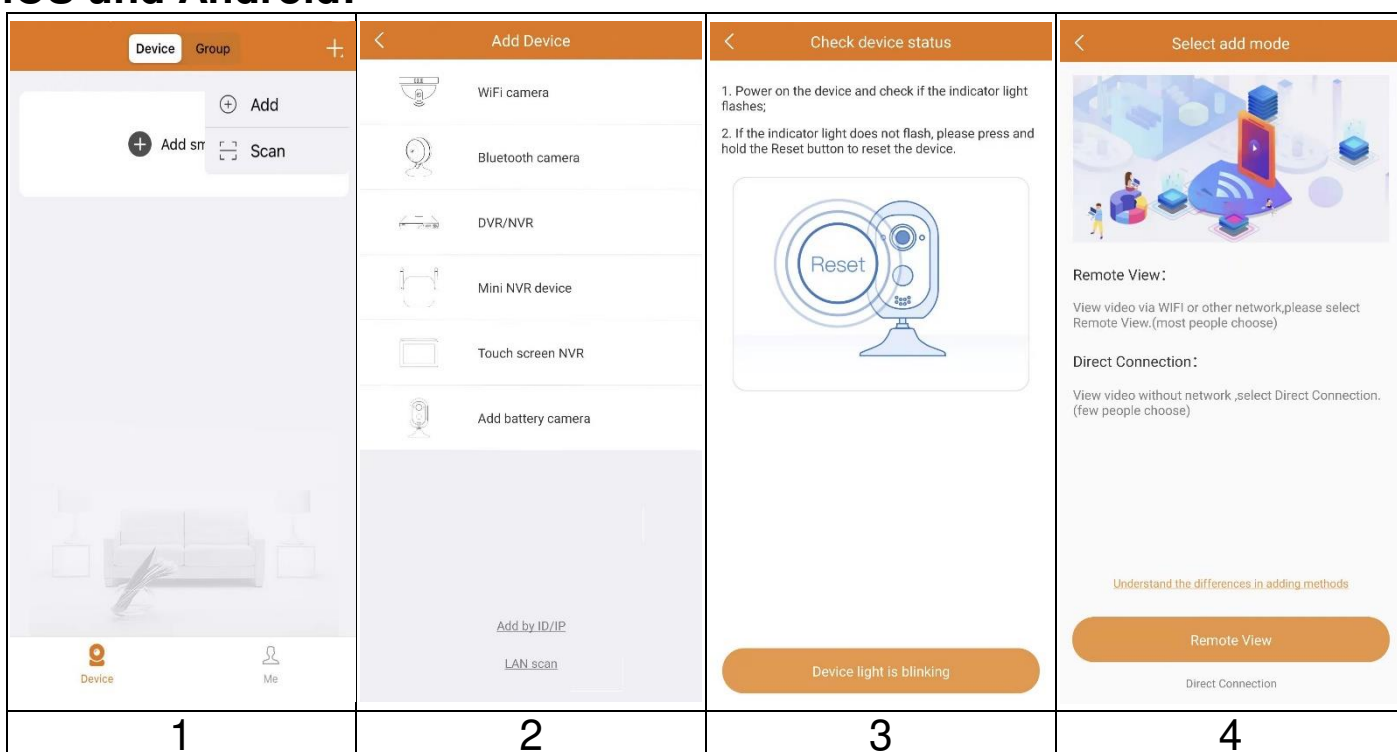 iOS and Android:
Device Group
Add
Add sm
Scan
Device
Me
1
Add Device
WiFi camera
Bluetooth camera
DVR/NVR
Mini NVR device
Touch screen NVR
Add battery camera
Add by ID/IP
LAN scan
2
Check device status
1. Power on the device and check if the indicator light
flashes;
2. If the indicator light does not flash, please press and
hold the Reset button to reset the device.
Reset
Device light is blinking
3
Select add mode
Remote View:
View video via WIFI or other network,please select
Remote View.(most people choose)
Direct Connection:
View video without network ,select Direct Connection.
(few people choose)
Understand the differences in adding methods
Remote View
Direct Connection
4